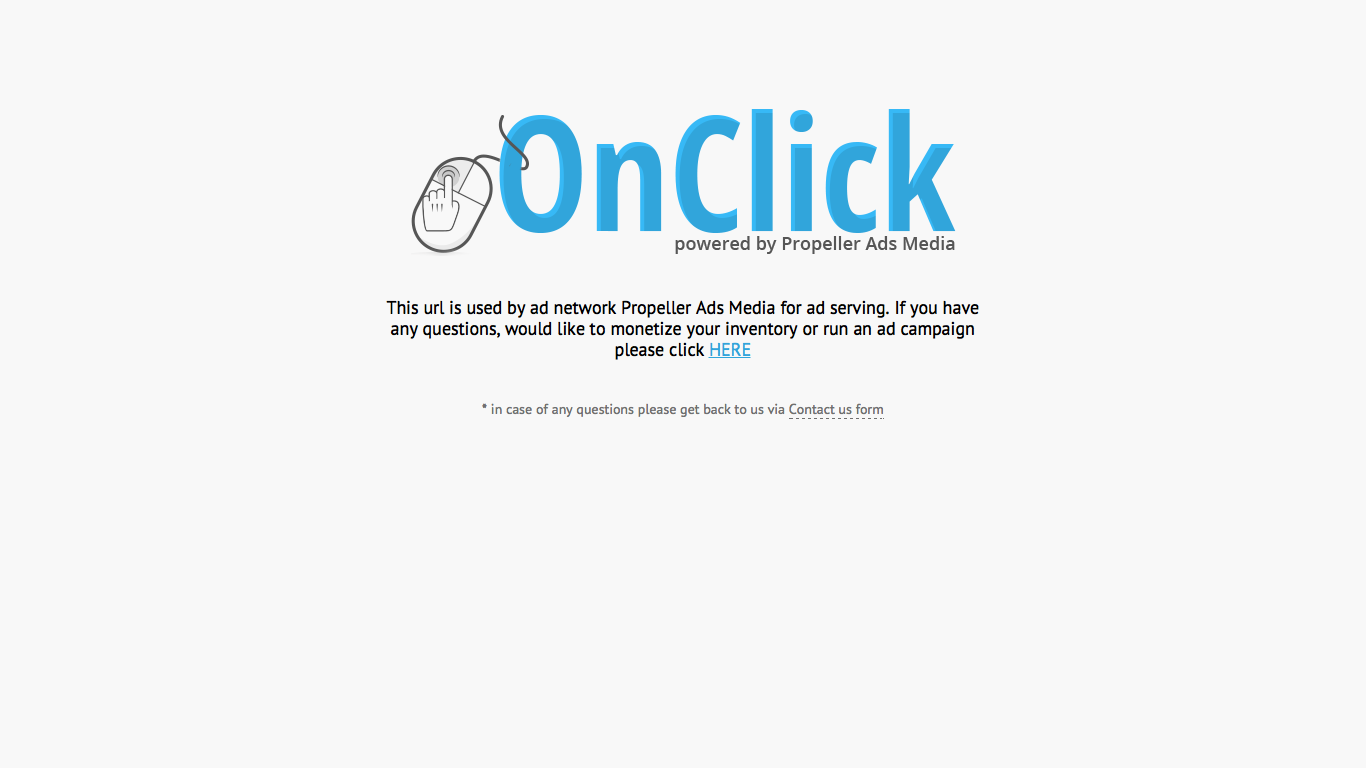 OnClick
powered by Propeller Ads Media
This url is used by ad network Propeller Ads Media for ad serving. If you have
any questions, would like to monetize your inventory or run an ad campaign
please click HERE
* in case of any questions please get back to us via Contact us form